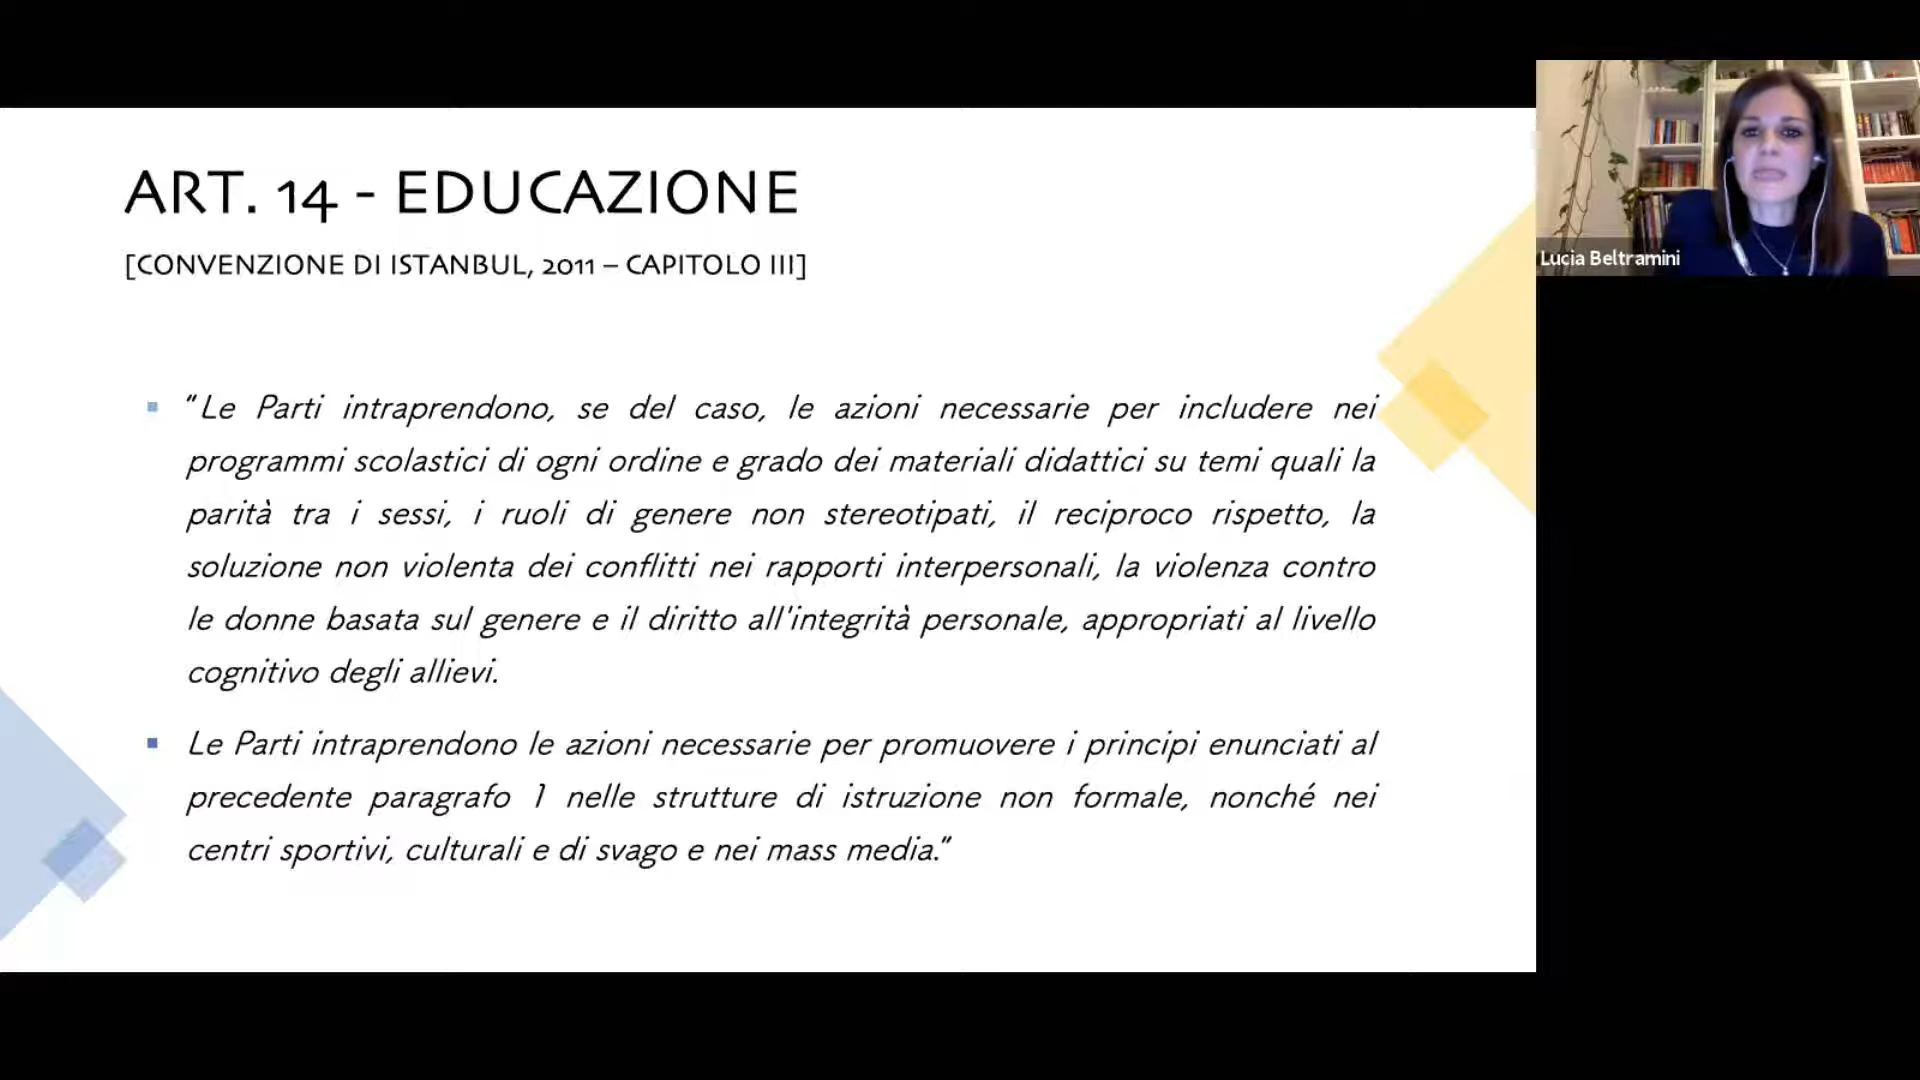 ART. 14 - EDUCAZIONE
[CONVENZIONE DI ISTANBUL, 2011 – CAPITOLO III]
“Le Parti intraprendono, se del caso, le azioni necessarie per includere nei
programmi scolastici di ogni ordine e grado dei materiali didattici su temi quali la
parità tra i sessi, i ruoli di genere non stereotipati, il reciproco rispetto, la
soluzione non violenta dei conflitti nei rapporti interpersonali, la violenza contro
le donne basata sul genere e il diritto all'integrità personale, appropriati al livello
cognitivo degli allievi.
Le Parti intraprendono le azioni necessarie per promuovere i principi enunciati al
precedente paragrafo 1 nelle strutture di istruzione non formale, nonché nei
centri sportivi, culturali e di svago e nei mass media.”
Lucia Beltramini